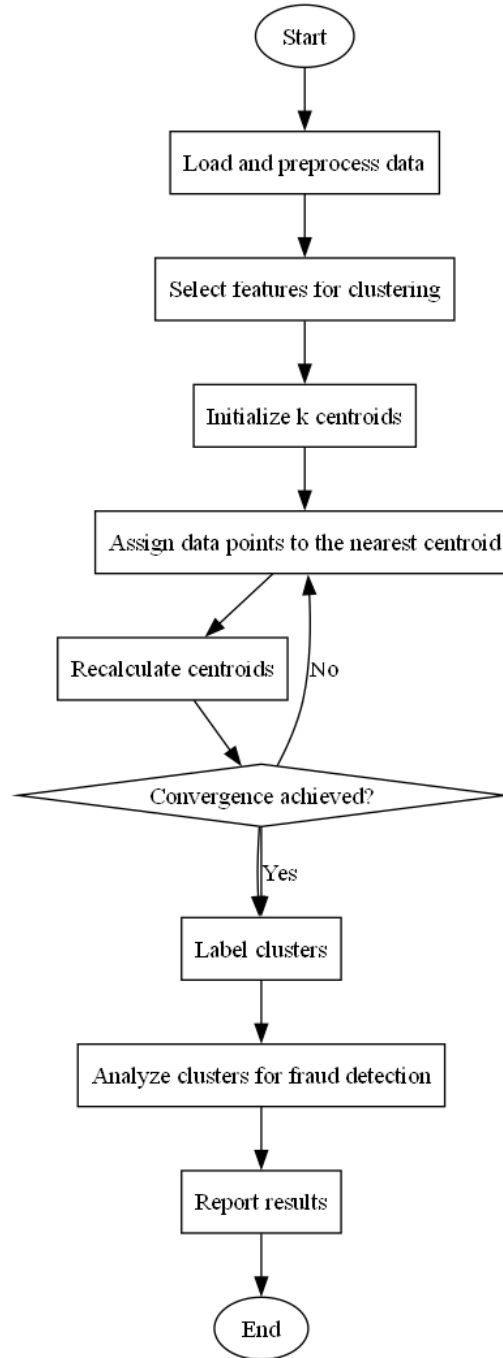 Start
Load and preprocess data
Select features for clustering
Initialize k centroids
Assign data points to the nearest centroid
Recalculate centroids
No
Convergence achieved?
Yes
Label clusters
Analyze clusters for fraud detection
Report results
End